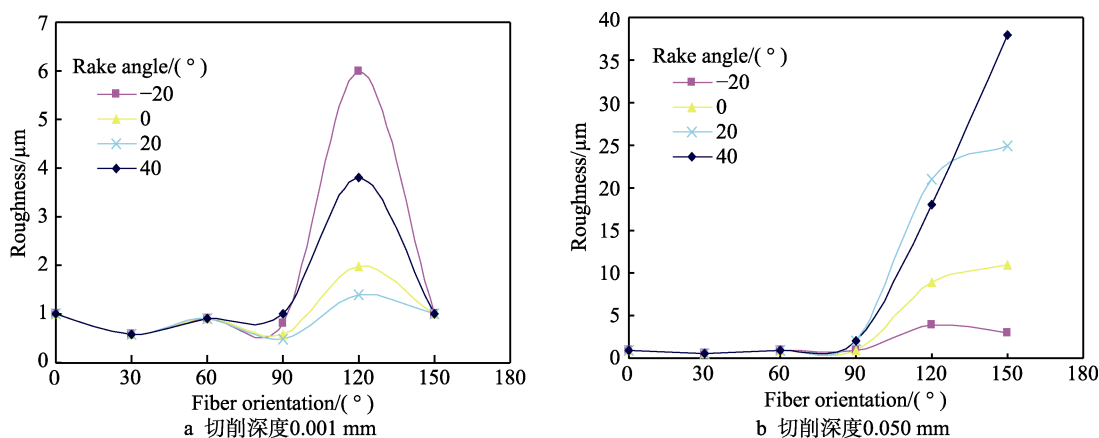 7
6
5
4
3
2
1
0
Roughness/μm
Rake angle/( ° )
−20
0
20
40
0 30 60 90 120 150 180
Fiber orientation/( ° )
a 切削深度0.001 mm
40
35
30
25
20
15
10
5
0
Roughness/μm
Rake angle/( ° )
−20
0
20
40
0 30 60 90 120 150 180
Fiber orientation/( ° )
b 切削深度0.050 mm